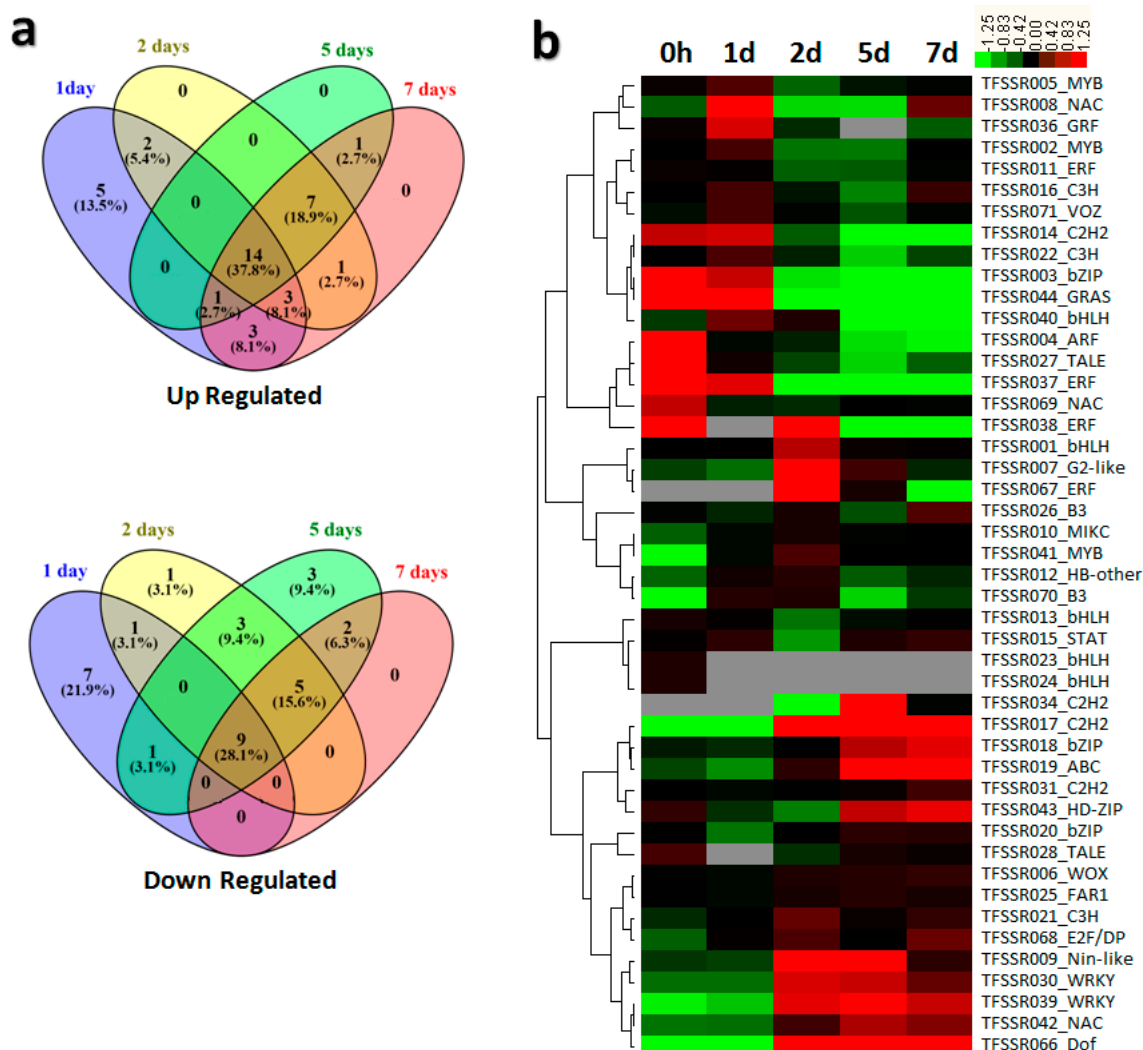 a
2 days
5 days
1day
7 days
0
0
2
(5.4%)
0
1
(2.7%)
5
(13.5%)
0
7
(18.9%)
0
14
(37.8%)
0
1
(2.7%)
1
(2.7%)
3
(8.1%)
3
(8.1%)
Up Regulated
2 days
5 days
1 day
7 days
1
(3.1%)
3
(9.4%)
1
(3.1%)
3
(9.4%)
2
(6.3%)
7
(21.9%)
0
5
(15.6%)
0
9
(28.1%)
1
(3.1%)
0
0
0
0
Down Regulated
b
0h 1d 2d 5d 7d
-1.25
-0.83
-0.42
0.00
0.42
0.83
1.25
TFSSR005_MYB
TFSSR008_NAC
TFSSR036_GRF
TFSSR002_MYB
TFSSR011_ERF
TFSSR016_C3H
TFSSR071_VOZ
TFSSR014_C2H2
TFSSR022_C3H
TFSSR003_bZIP
TFSSR044_GRAS
TFSSR040_bHLH
TFSSR004_ARF
TFSSR027_TALE
TFSSR037_ERF
TFSSR069_NAC
TFSSR038_ERF
TFSSR001_bHLH
TFSSR007_G2-like
TFSSR067_ERF
TFSSR026_B3
TFSSR010_MIKC
TFSSR041_MYB
TFSSR012_HB-other
TFSSR070_B3
TFSSR013_bHLH
TFSSR015_STAT
TFSSR023_bHLH
TFSSR024_bHLH
TFSSR034_C2H2
TFSSR017_C2H2
TFSSR018_bZIP
TFSSR019_ABC
TFSSR031_C2H2
TFSSR043_HD-ZIP
TFSSR020_bZIP
TFSSR028_TALE
TFSSR006_WOX
TFSSR025_FAR1
TFSSR021_C3H
TFSSR068_E2F/DP
TFSSR009_Nin-like
TFSSR030_WRKY
TFSSR039_WRKY
TFSSR042_NAC
TFSSR066_Dof